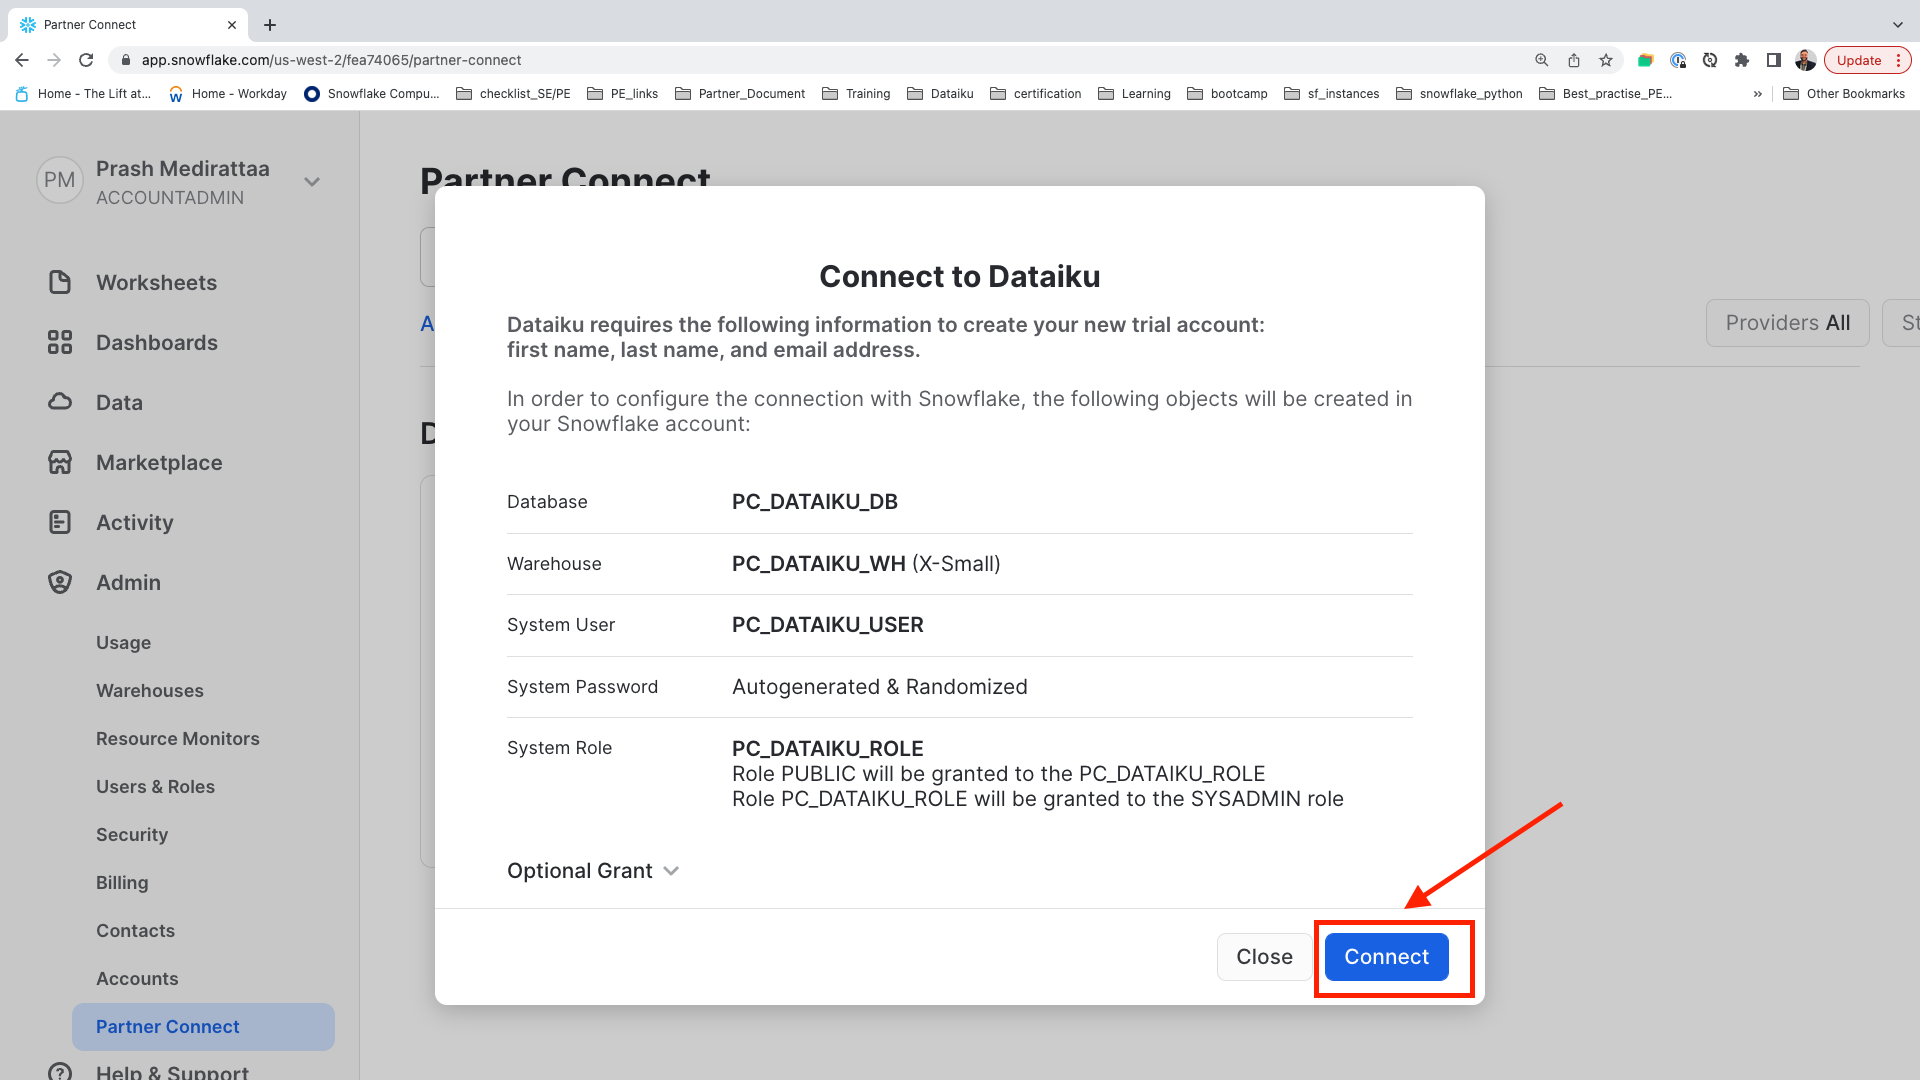 Partner Connect
app.snowflake.com/us-west-2/fea74065/partner-connect
Update
Home - The Lift at...
Home - Workday
Snowflake Compu...
checklist_SE/PE
PE_links
Partner_Document
Training
Dataiku
certification
Learning
bootcamp
sf_instances
snowflake_python
Best_practise_PE...
»
Other Bookmarks
PM
Prash Medirattaa
ACCOUNTADMIN
Worksheets
Dashboards
Data
Marketplace
Activity
Admin
Usage
Warehouses
Resource Monitors
Users & Roles
Security
Billing
Contacts
Accounts
Partner Connect
Help & Support
Partner Connect
A
Providers All
St
D
Connect to Dataiku
Dataiku requires the following information to create your new trial account:
first name, last name, and email address.
In order to configure the connection with Snowflake, the following objects will be created in
your Snowflake account:
Database PC_DATAIKU_DB
Warehouse PC_DATAIKU_WH (X-Small)
System User PC_DATAIKU_USER
System Password Autogenerated & Randomized
System Role PC_DATAIKU_ROLE
Role PUBLIC will be granted to the PC_DATAIKU_ROLE
Role PC_DATAIKU_ROLE will be granted to the SYSADMIN role
Optional Grant
Close
Connect